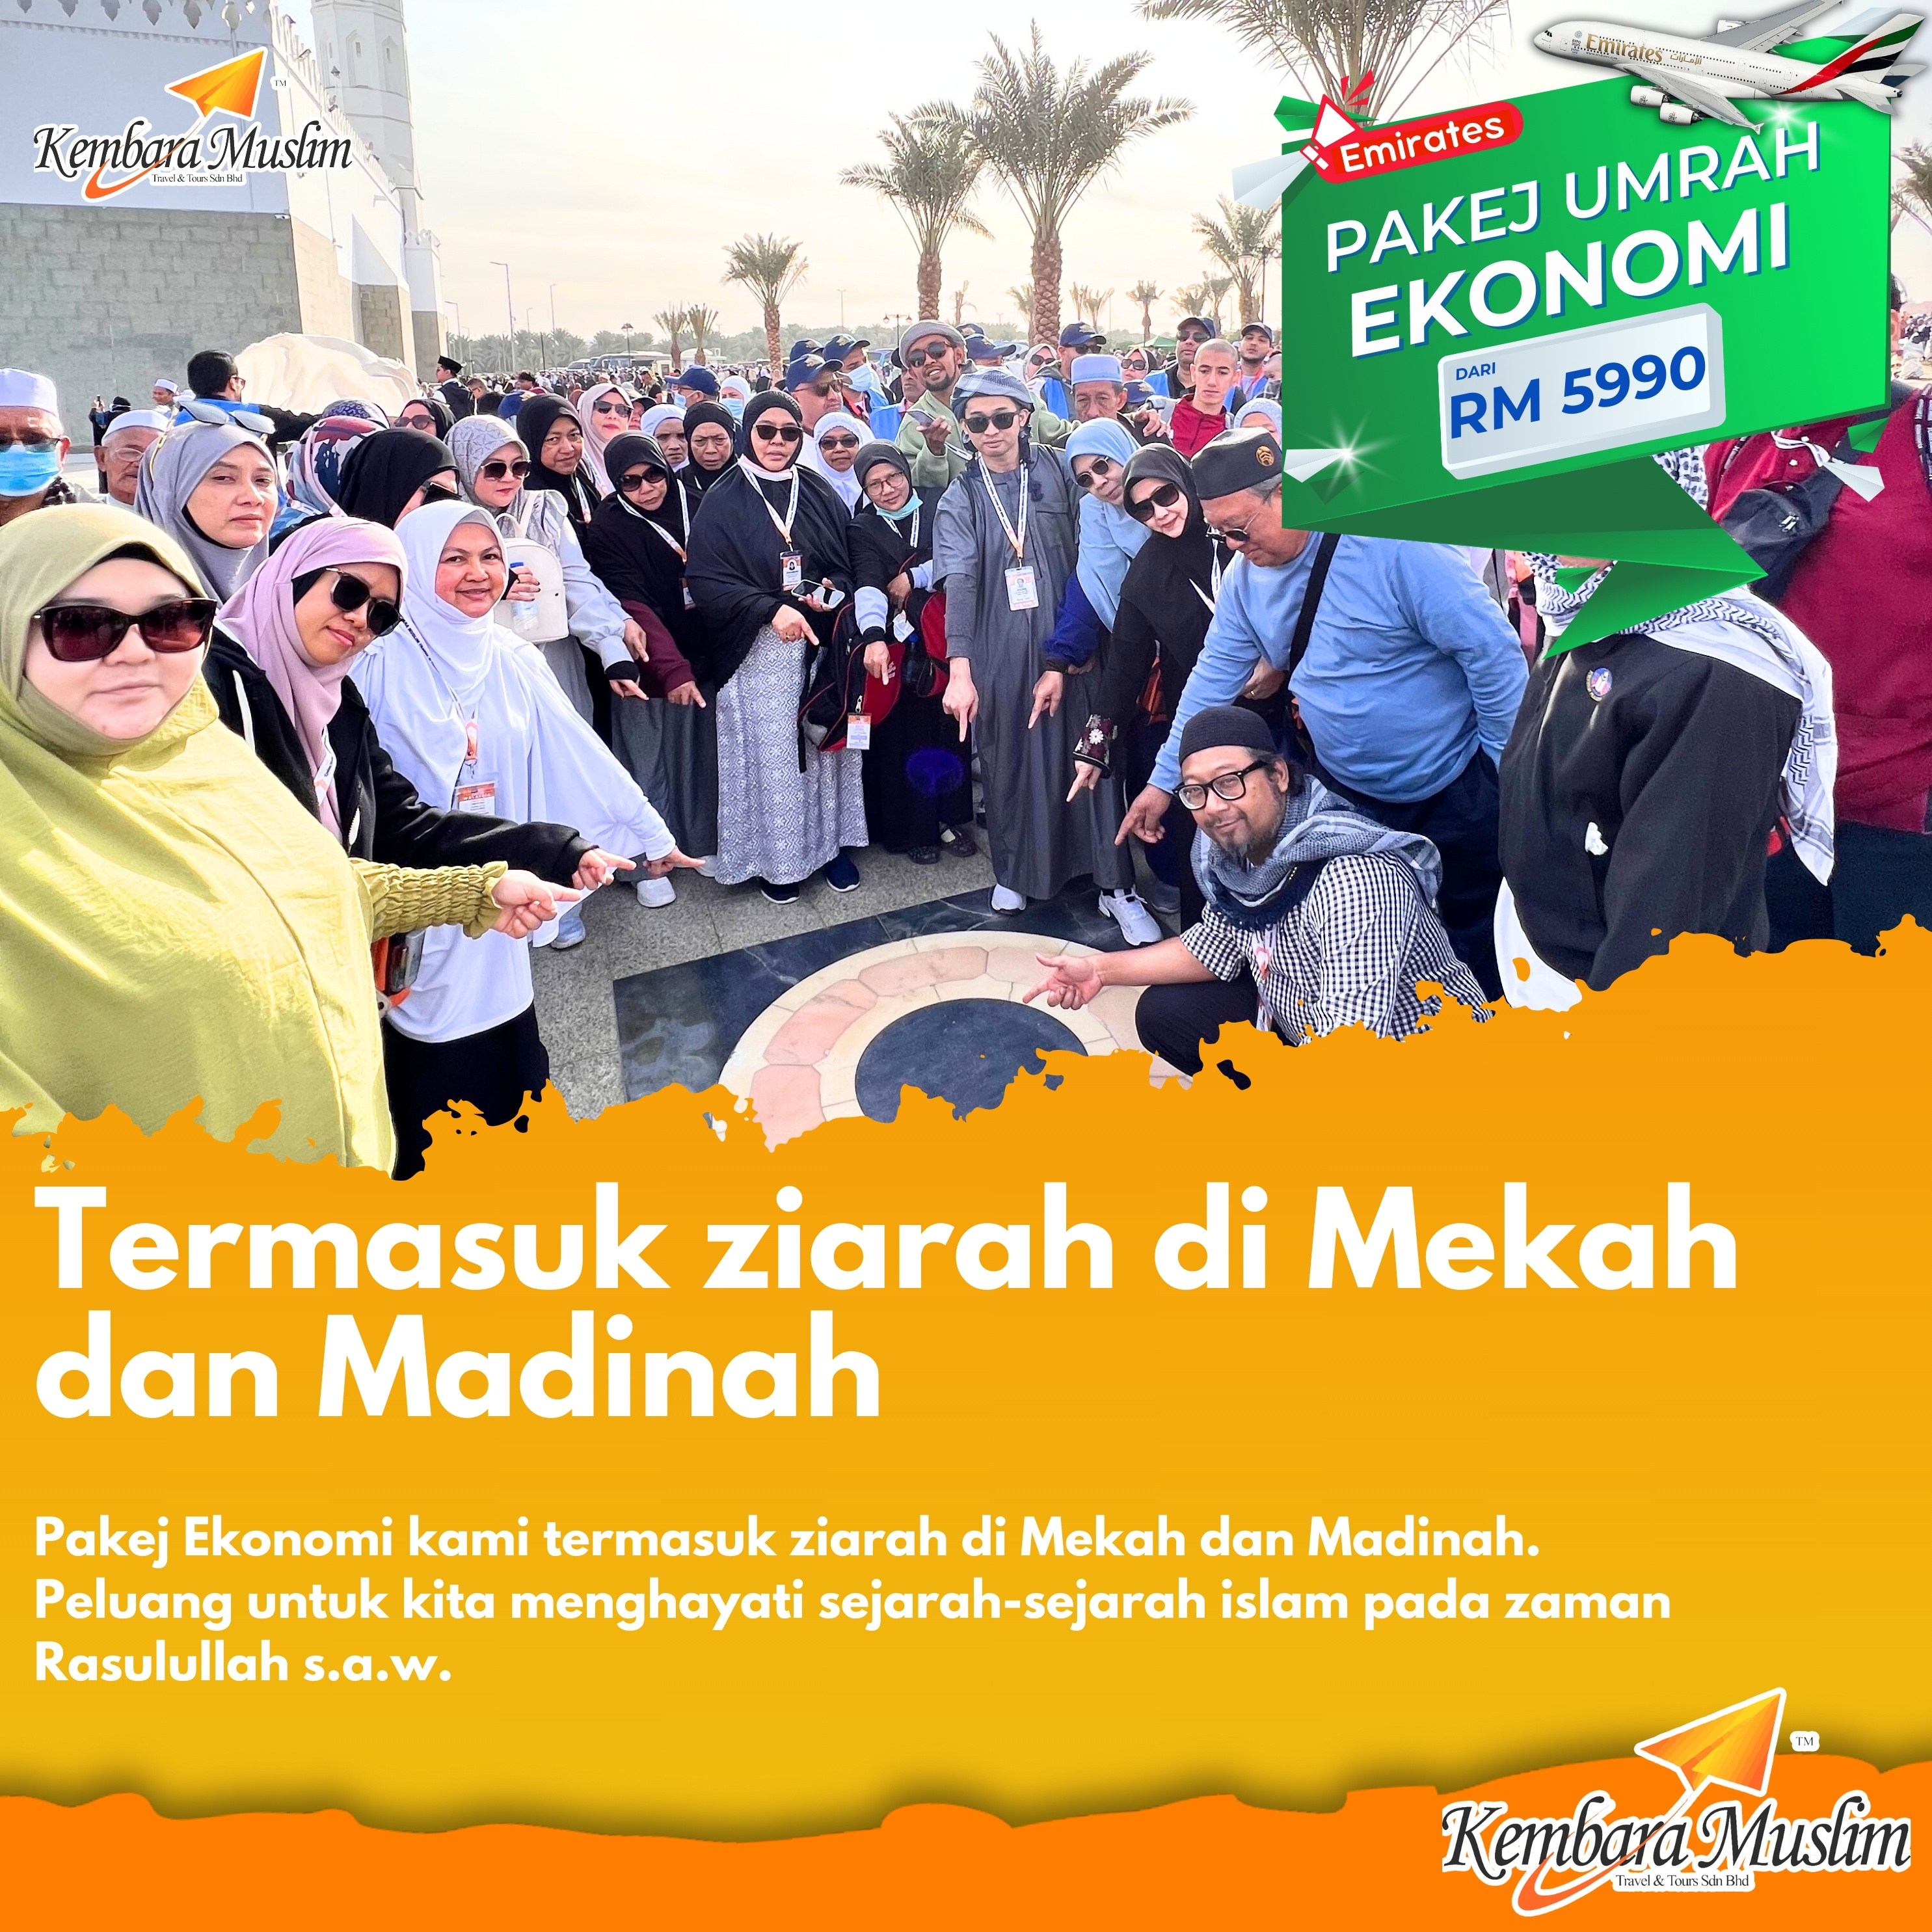 Kembara Muslim
TM
Travel & Tours Sdn Bhd
Emirates
Emirates
PAKEJ UMRAH
EKONOMI
DARI
RM 5990
Termasuk ziarah di Mekah
dan Madinah
Pakej Ekonomi kami termasuk ziarah di Mekah dan Madinah.
Peluang untuk kita menghayati sejarah-sejarah islam pada zaman
Rasulullah s.a.w.
TM
Kembara Muslim
Travel & Tours Sdn Bhd